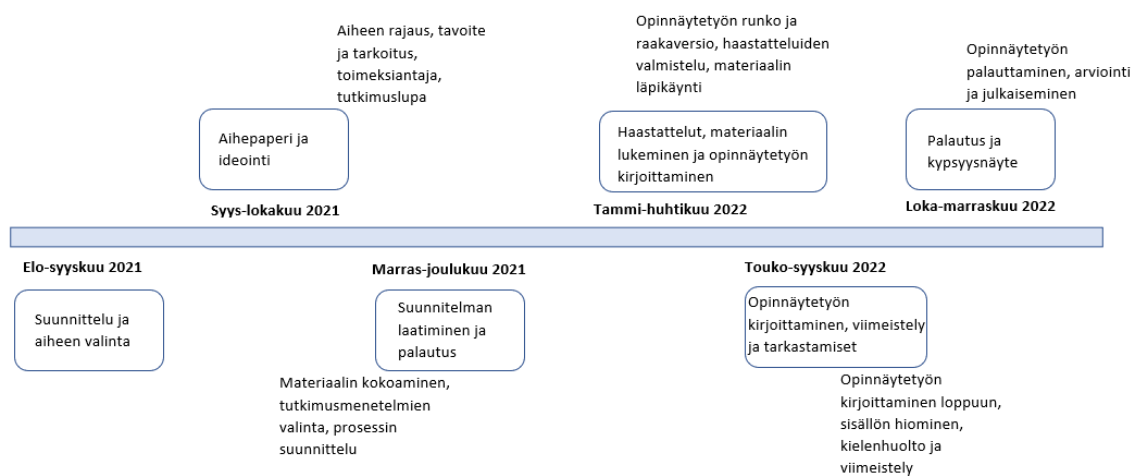 Aiheen rajaus, tavoite
ja tarkoitus,
toimeksiantaja,
tutkimuslupa
Aihepaperi ja
ideointi
Syys-lokakuu 2021
Opinnäytetyön runko ja
raakaversio, haastatteluiden
valmistelu, materiaalin
läpikäynti
Haastattelut, materiaalin
lukeminen ja opinnäytetyön
kirjoittaminen
Tammi-huhtikuu 2022
Opinnäytetyön
palauttaminen, arviointi
ja julkaiseminen
Palautus ja
kypsyysnäyte
Loka-marraskuu 2022
Elo-syyskuu 2021
Suunnittelu ja
aiheen valinta
Marras-joulukuu 2021
Suunnitelman
laatiminen ja
palautus
Materiaalin kokoaminen,
tutkimusmenetelmien
valinta, prosessin
suunnittelu
Touko-syyskuu 2022
Opinnäytetyön
kirjoittaminen, viimeistely
ja tarkastamiset
Opinnäytetyön
kirjoittaminen loppuun,
sisällön hiominen,
kielenhuolto ja
viimeistely